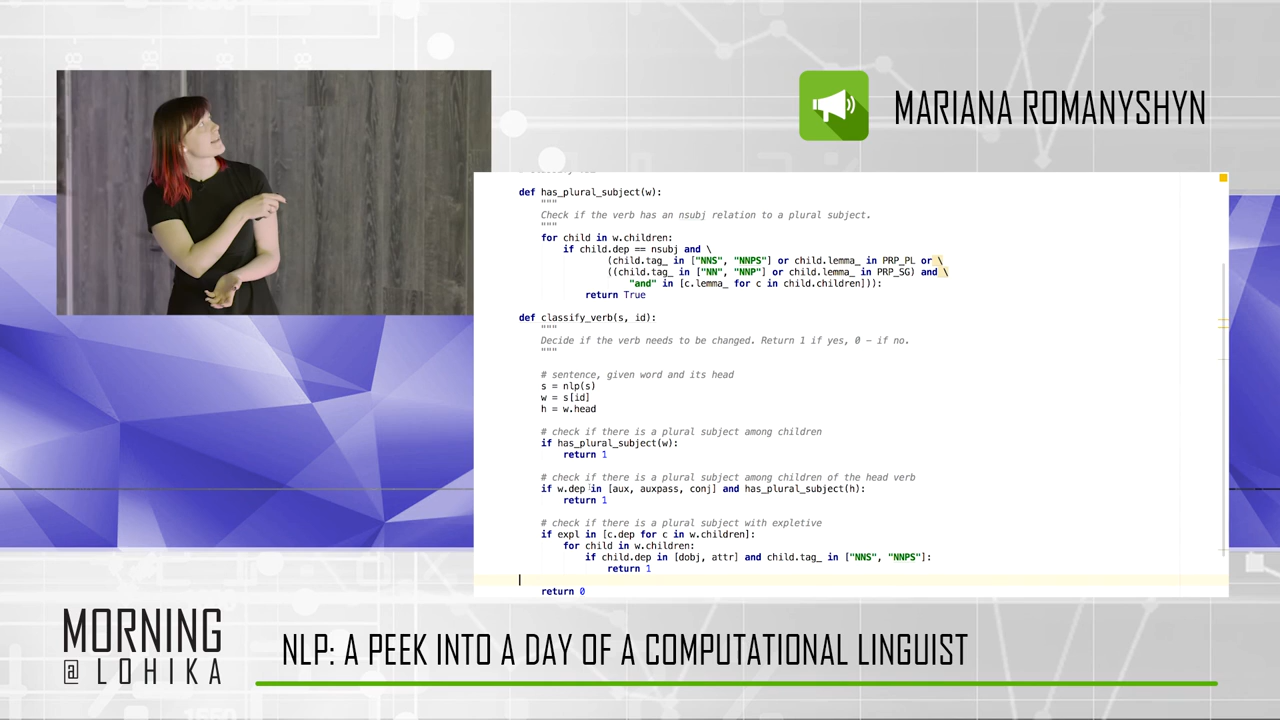 MARIANA ROMANYSHYN
def has_plural_subject(w):
"""
Check if the verb has an nsubj relation to a plural subject.
"""
for child in w.children:
if child.dep == nsubj and \
(child.tag_ in ["NNS", "NNPS"] or child.lemma_ in PRP_PL or \
((child.tag_ in ["NN", "NNP"] or child.lemma_ in PRP_SG) and \
"and" in [c.lemma_ for c in child.children])):
return True
def classify_verb(s, id):
"""
Decide if the verb needs to be changed. Return 1 if yes, 0 – if no.
"""
# sentence, given word and its head
s = nlp(s)
w = s[id]
h = w.head
# check if there is a plural subject among children
if has_plural_subject(w):
return 1
# check if there is a plural subject among children of the head verb
if w.dep in [aux, auxpass, conj] and has_plural_subject(h):
return 1
# check if there is a plural subject with expletive
if expl in [c.dep for c in w.children]:
for child in w.children:
if child.dep in [dobj, attr] and child.tag_ in ["NNS", "NNPS"]:
return 1
return 0
MORNING
@ LOHIKA
NLP: A PEEK INTO A DAY OF A COMPUTATIONAL LINGUIST